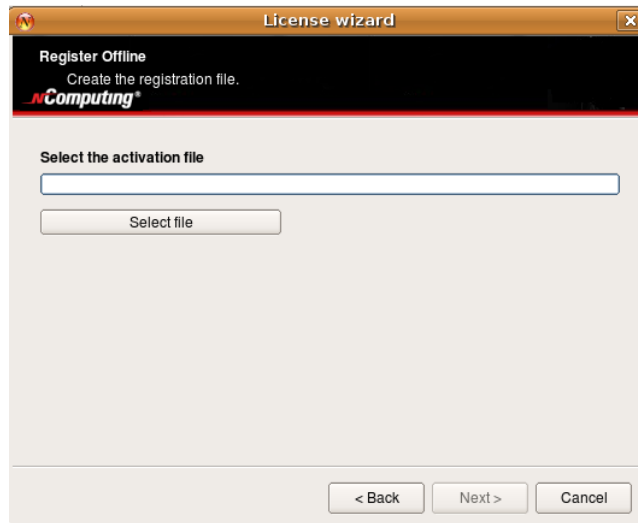 License wizard
Register Offline
Create the registration file.
NComputing®
Select the activation file
Select file
< Back
Next >
Cancel